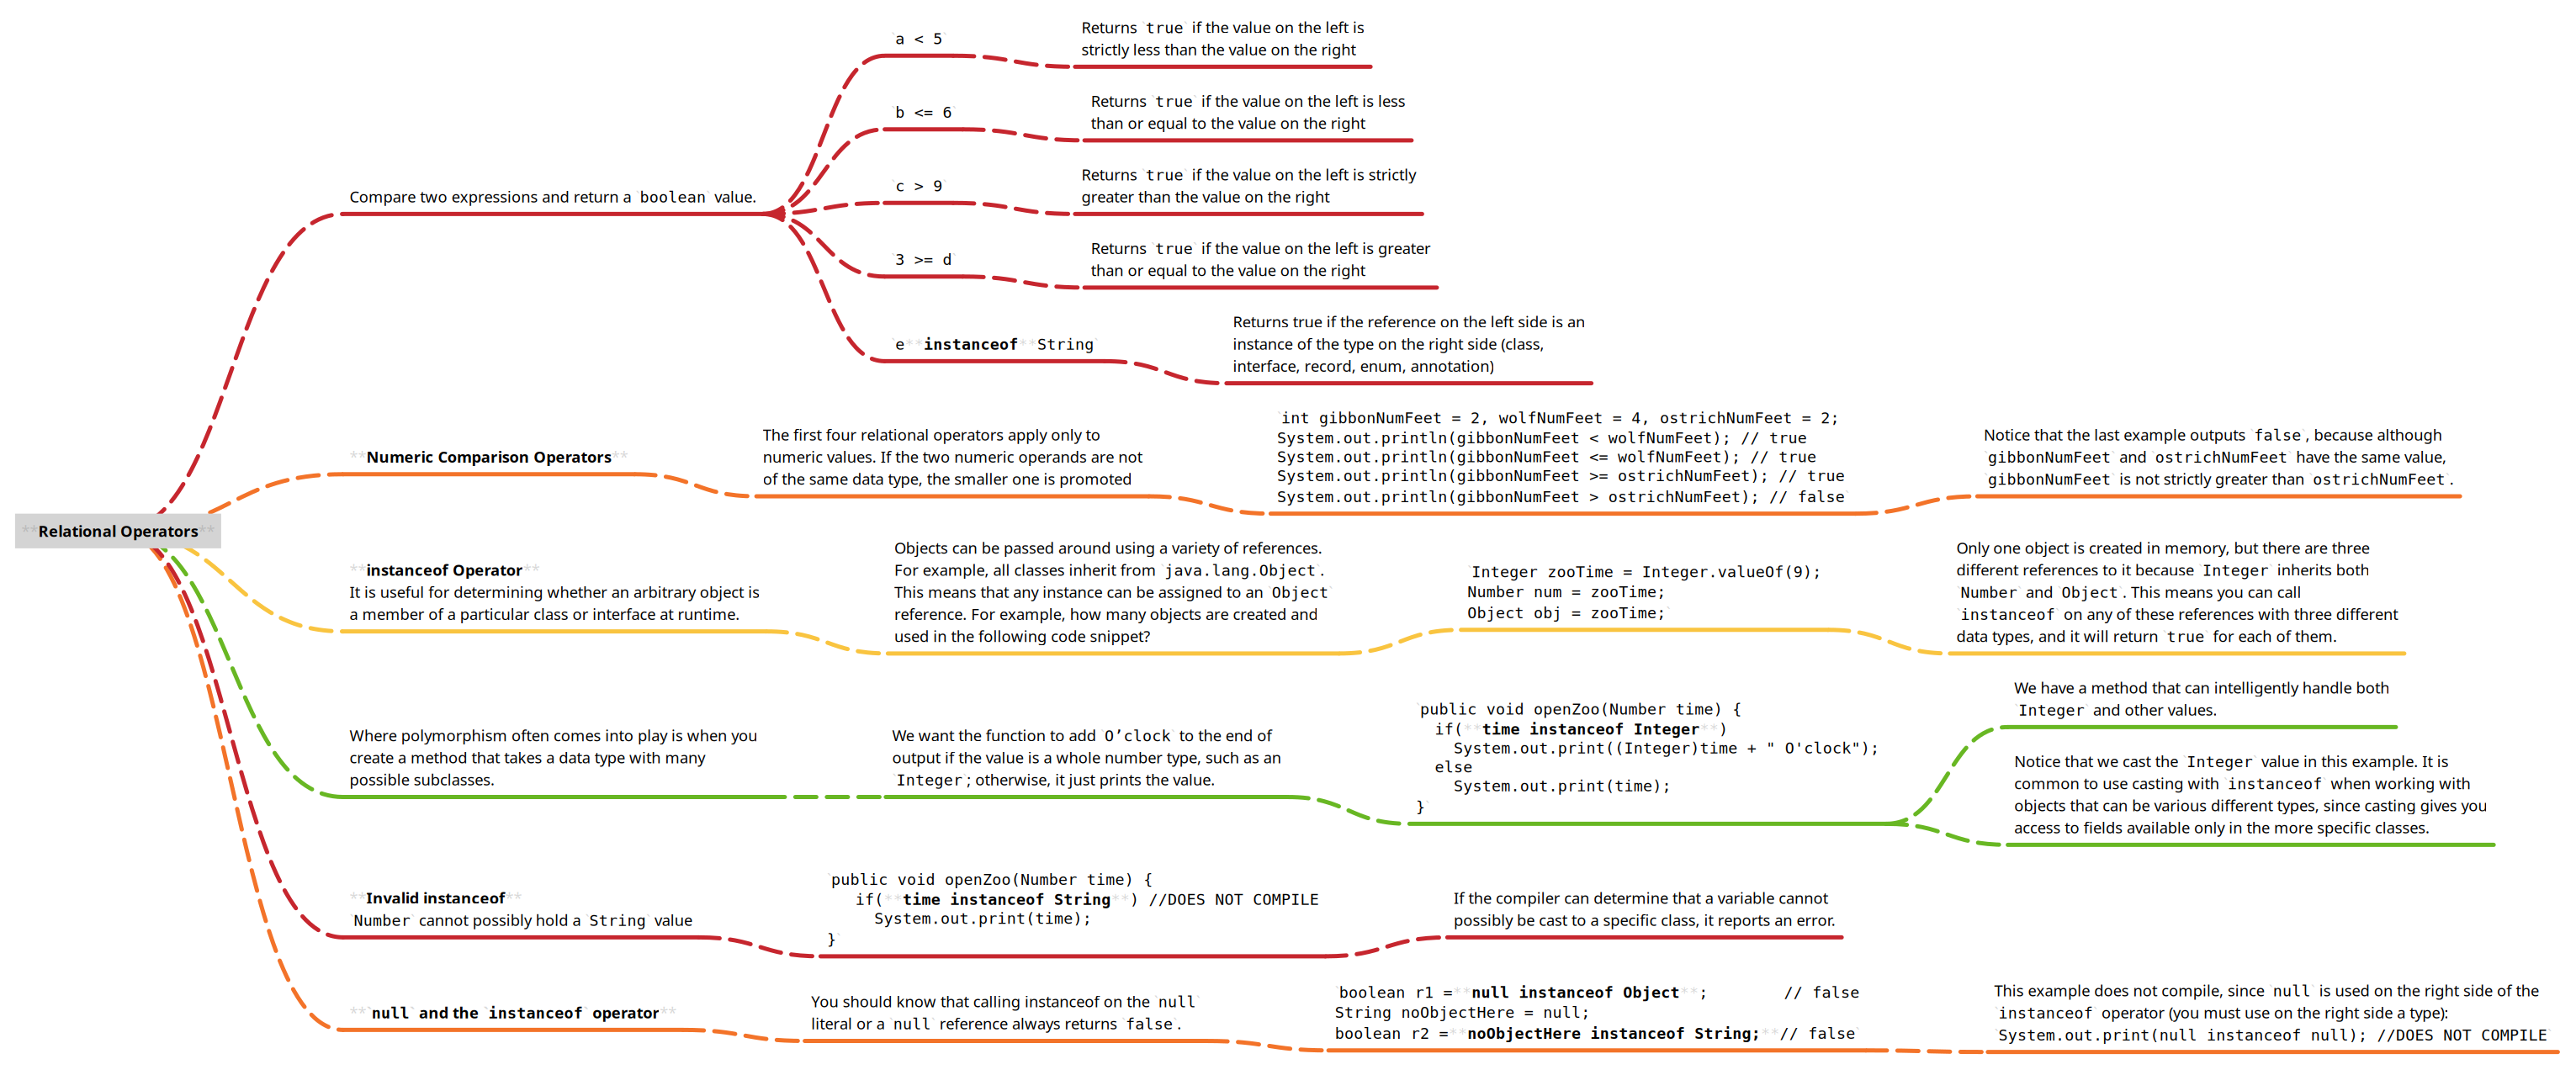 **Relational Operators**
Compare two expressions and return a `boolean` value.
`a < 5`
Returns `true` if the value on the left is
strictly less than the value on the right
`b <= 6`
Returns `true` if the value on the left is less
than or equal to the value on the right
`c > 9`
Returns `true` if the value on the left is strictly
greater than the value on the right
`3 >= d`
Returns `true` if the value on the left is greater
than or equal to the value on the right
`e**instanceof**String`
Returns true if the reference on the left side is an
instance of the type on the right side (class,
interface, record, enum, annotation)
**Numeric Comparison Operators**
The first four relational operators apply only to
numeric values. If the two numeric operands are not
of the same data type, the smaller one is promoted
`int gibbonNumFeet = 2, wolfNumFeet = 4, ostrichNumFeet = 2;
System.out.println(gibbonNumFeet < wolfNumFeet); // true
System.out.println(gibbonNumFeet <= wolfNumFeet); // true
System.out.println(gibbonNumFeet >= ostrichNumFeet); // true
System.out.println(gibbonNumFeet > ostrichNumFeet); // false`
Notice that the last example outputs `false`, because although
`gibbonNumFeet` and `ostrichNumFeet` have the same value,
`gibbonNumFeet` is not strictly greater than `ostrichNumFeet`.
**instanceof Operator**
It is useful for determining whether an arbitrary object is
a member of a particular class or interface at runtime.
Objects can be passed around using a variety of references.
For example, all classes inherit from `java.lang.Object`.
This means that any instance can be assigned to an `Object`
reference. For example, how many objects are created and
used in the following code snippet?
`Integer zooTime = Integer.valueOf(9);
Number num = zooTime;
Object obj = zooTime;`
Only one object is created in memory, but there are three
different references to it because `Integer` inherits both
`Number` and `Object`. This means you can call
`instanceof` on any of these references with three different
data types, and it will return `true` for each of them.
Where polymorphism often comes into play is when you
create a method that takes a data type with many
possible subclasses.
We want the function to add `O’clock` to the end of
output if the value is a whole number type, such as an
`Integer`; otherwise, it just prints the value.
`public void openZoo(Number time) {
if(**time instanceof Integer**)
System.out.print((Integer)time + " O'clock");
else
System.out.print(time);
}`
We have a method that can intelligently handle both
`Integer` and other values.
Notice that we cast the `Integer` value in this example. It is
common to use casting with `instanceof` when working with
objects that can be various different types, since casting gives you
access to fields available only in the more specific classes.
**Invalid instanceof**
`Number` cannot possibly hold a `String` value
`public void openZoo(Number time) {
if(**time instanceof String**) //DOES NOT COMPILE
System.out.print(time);
}`
If the compiler can determine that a variable cannot
possibly be cast to a specific class, it reports an error.
**`null` and the `instanceof` operator**
You should know that calling instanceof on the `null`
literal or a `null` reference always returns `false`.
`boolean r1 =**null instanceof Object**; // false
String noObjectHere = null;
boolean r2 =**noObjectHere instanceof String;**// false`
This example does not compile, since `null` is used on the right side of the
`instanceof` operator (you must use on the right side a type):
`System.out.print(null instanceof null); //DOES NOT COMPILE`